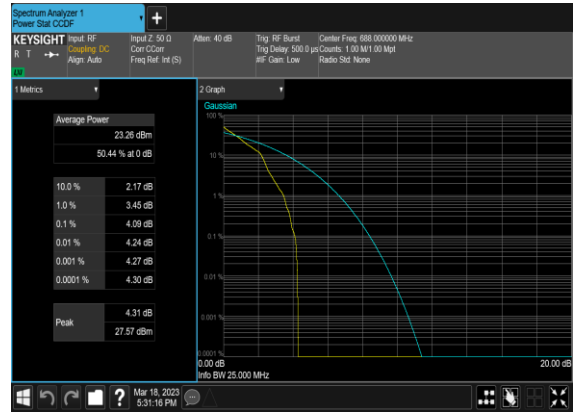 Spectrum Analyzer 1
Power Stat CCDF
KEYSIGHT
R T
LXI
Input: RF
Coupling: DC
Align: Auto
Input Z: 50 Ω
Corr CCorr
Freq Ref: Int (S)
Atten: 40 dB
Trig: RF Burst
Trig Delay: 500.0 µs
#IF Gain: Low
Center Freq: 688.000000 MHz
Counts: 1.00 M/1.00 Mpt
Radio Std: None
1 Metrics
Average Power
23.26 dBm
50.44 % at 0 dB
10.0 % 2.17 dB
1.0 % 3.45 dB
0.1 % 4.09 dB
0.01 % 4.24 dB
0.001 % 4.27 dB
0.0001 % 4.30 dB
Peak
4.31 dB
27.57 dBm
2 Graph
Gaussian
100 %
10 %
1 %
0.1 %
0.01 %
0.001 %
0.0001 %
0.00 dB
20.00 dB
Info BW 25.000 MHz
?
Mar 18, 2023
5:31:16 PM